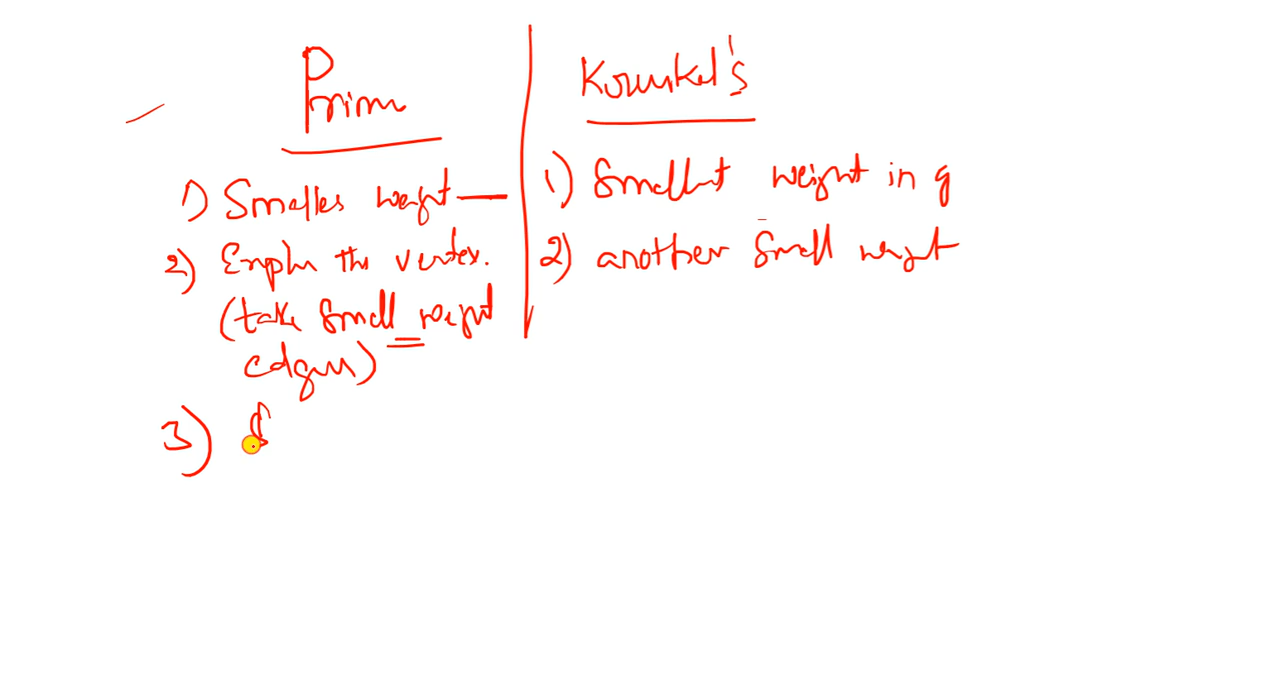 Prim
1) Smalles weight
2) Explr the vertex.
(take small weight
edges)
3) S
Kruskal's
1) Smallest weight in g
2) another small weight